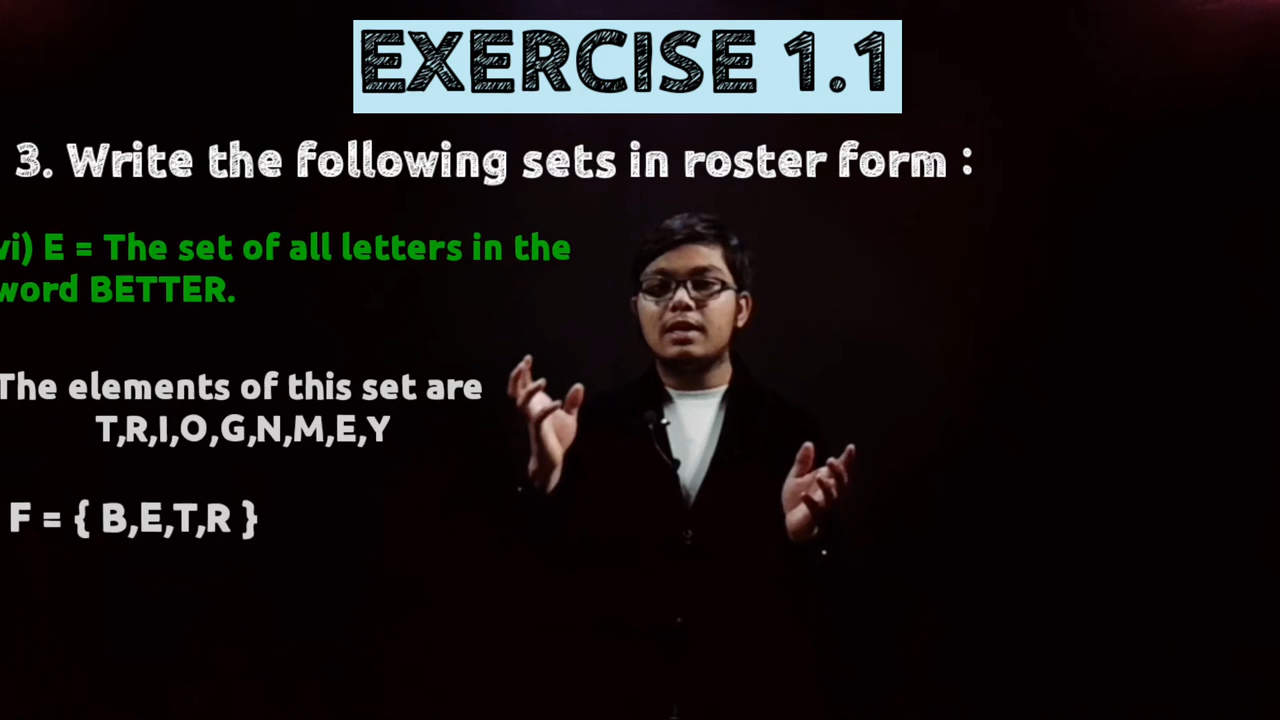 EXERCISE 1.1
3. Write the following sets in roster form :
vi) E = The set of all letters in the
word BETTER.
The elements of this set are
T,R,I,O,G,N,M,E,Y
F = { B,E,T,R }